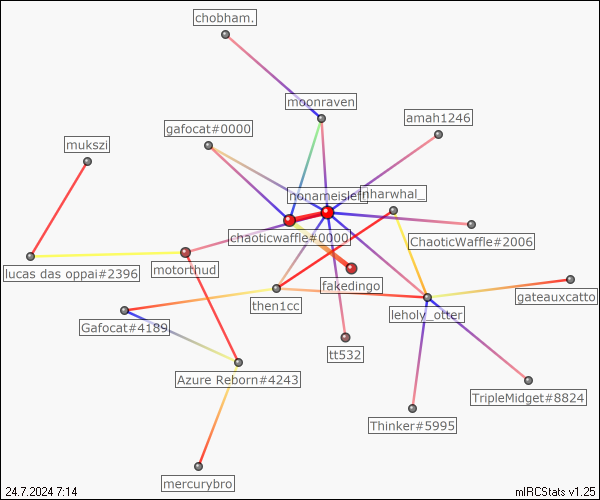 chobham.
moonraven
gafocat#0000
amah1246
mukszi
nharwhal_
chaoticwaffle#0000
ChaoticWaffle#2006
lucas das oppai#2396
motorthud
fakedingo
then1cc
gateauxcatto
Gafocat#4189
leholy_otter
tt532
Azure Reborn#4243
TripleMidget#8824
Thinker#5995
mercurybro
24.7.2024 7:14
mIRCStats v1.25